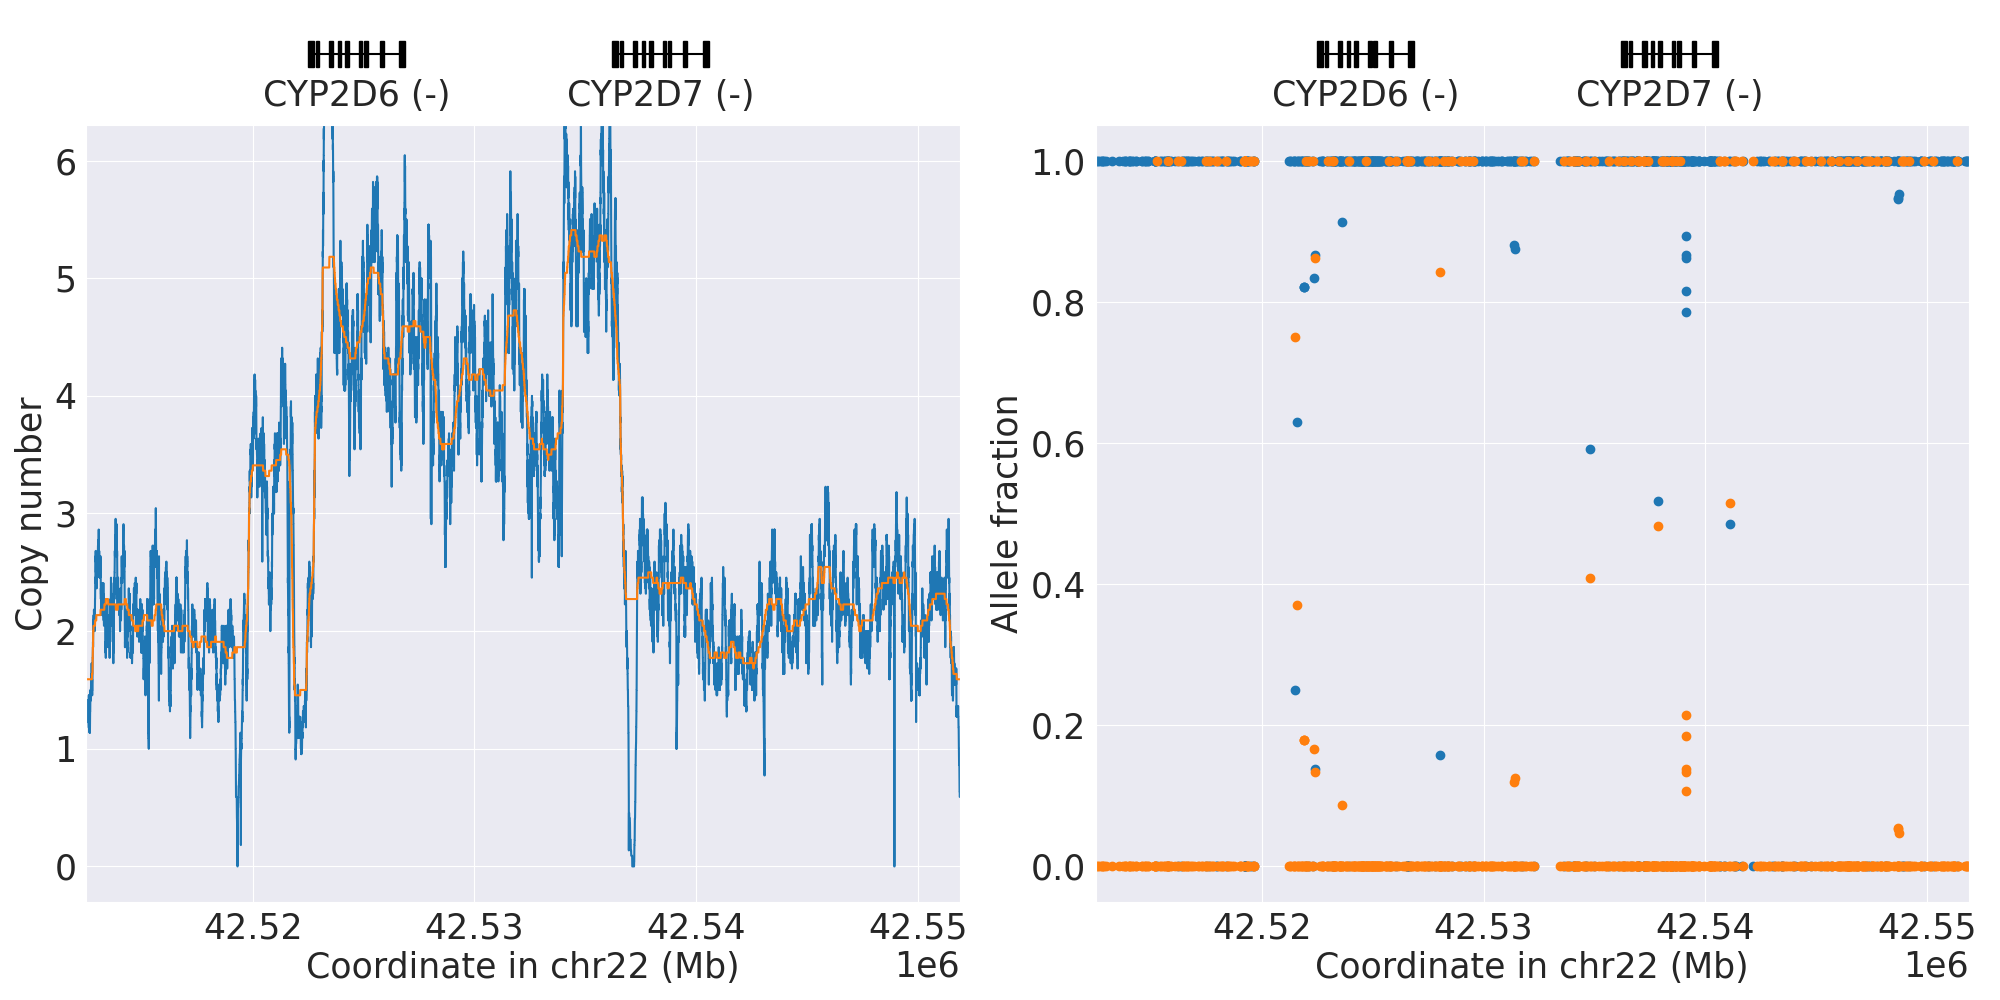 CYP2D6 (-)
CYP2D7 (-)
6
5
4
3
2
1
0
Copy number
42.52
42.53
42.54
42.55
Coordinate in chr22 (Mb)
1e6
CYP2D6 (-)
CYP2D7 (-)
1.0
0.8
0.6
0.4
0.2
0.0
Allele fraction
42.52
42.53
42.54
42.55
Coordinate in chr22 (Mb)
1e6